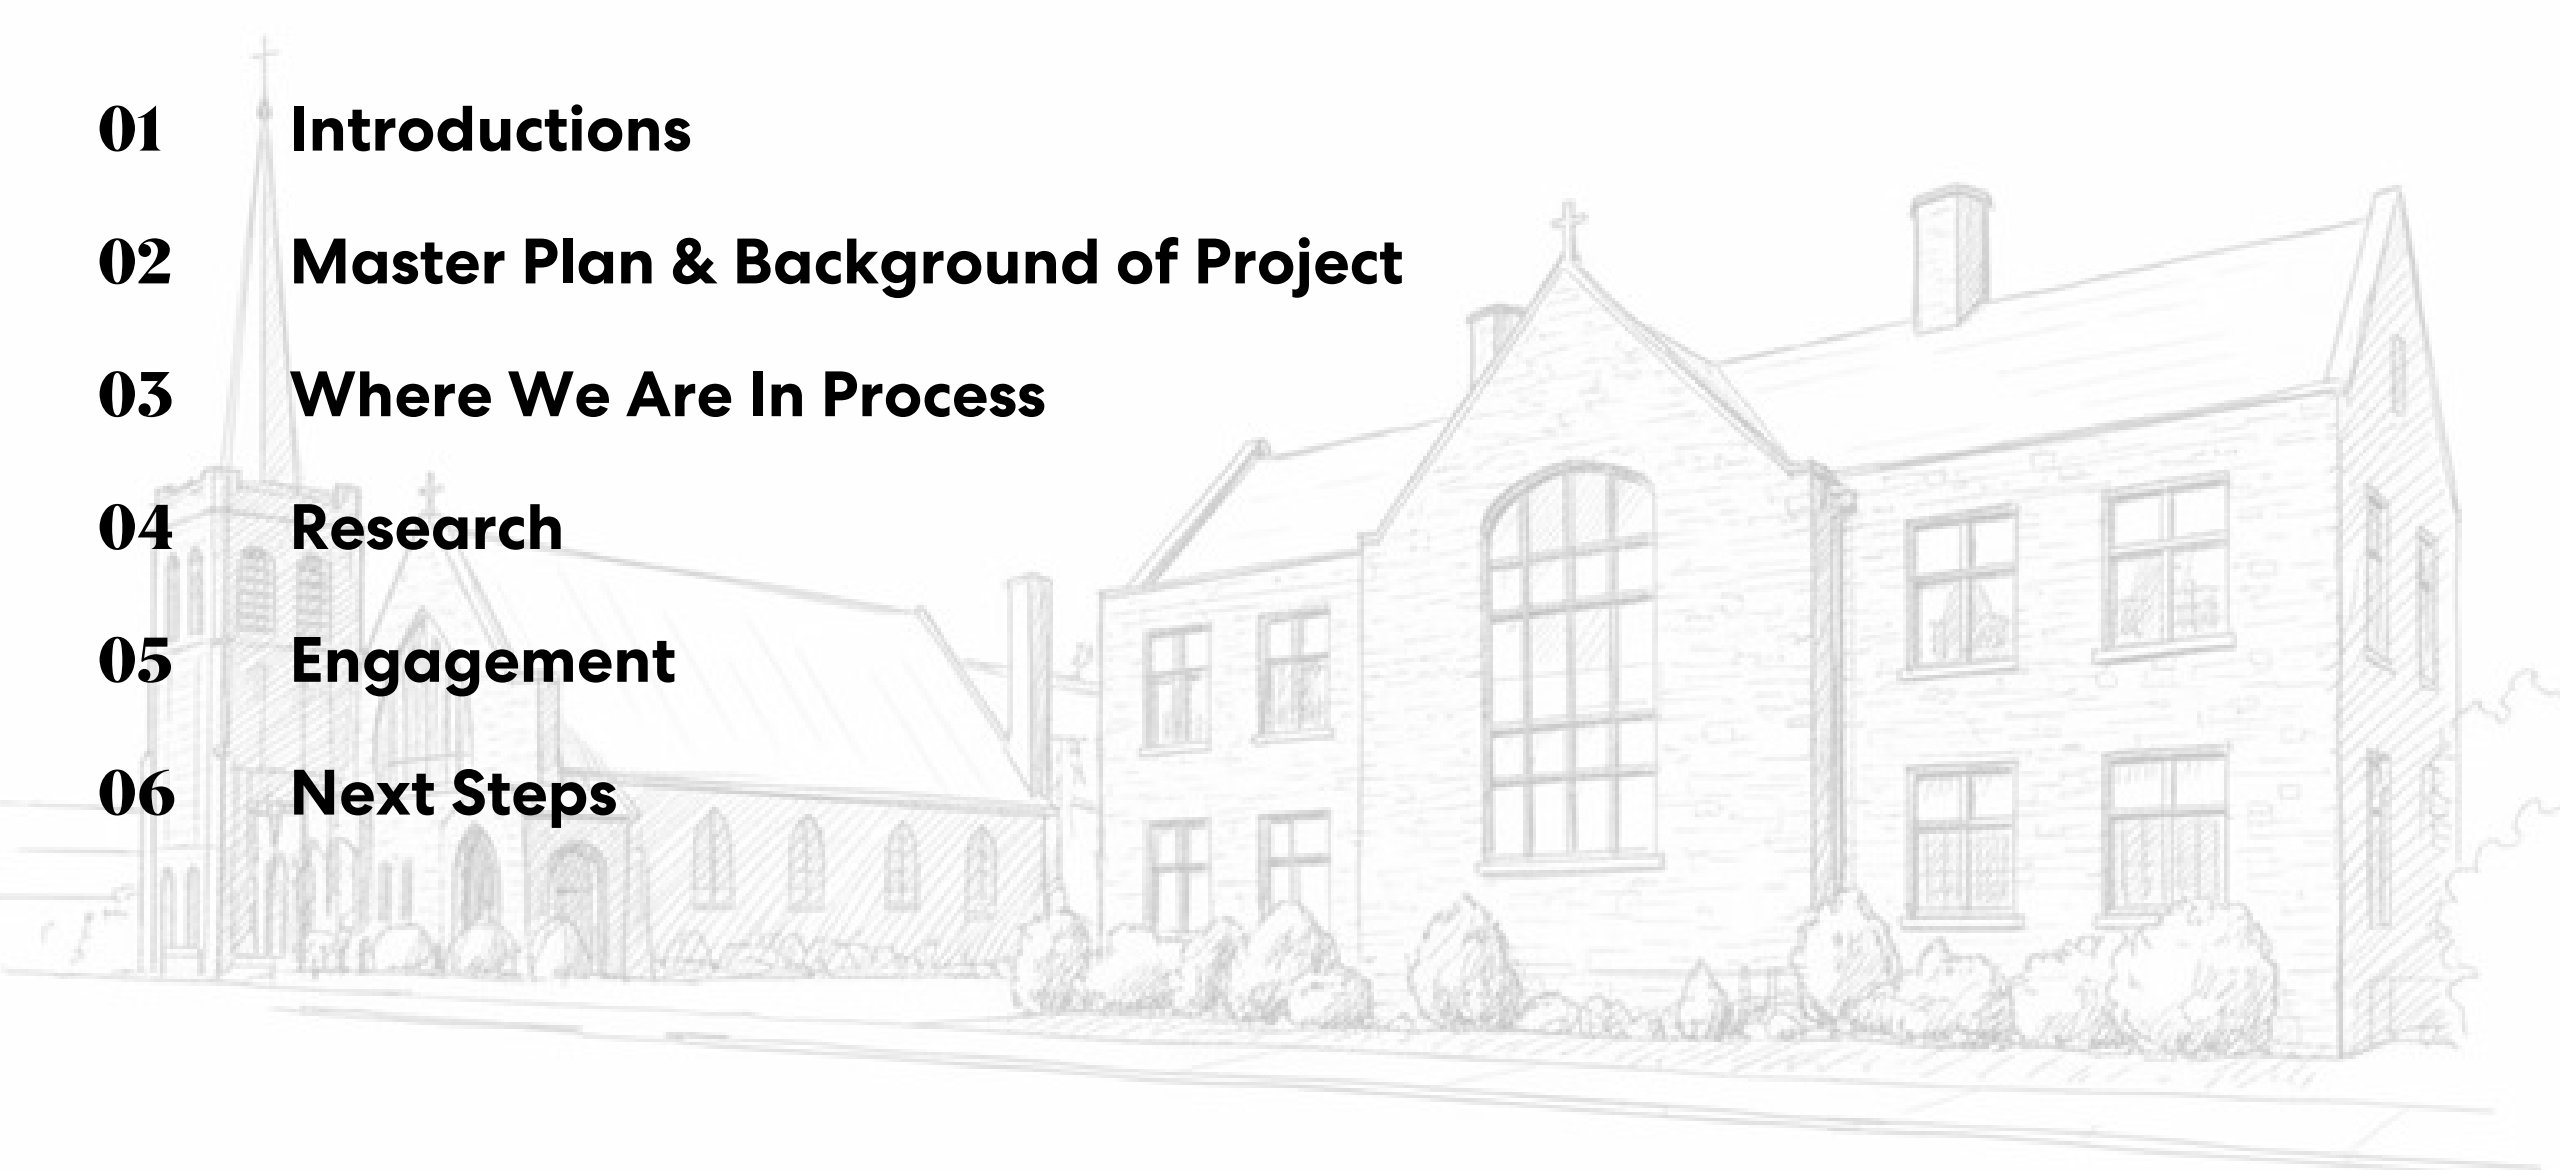 01 Introductions
02 Master Plan & Background of Project
03 Where We Are In Process
04 Research
05 Engagement
06 Next Steps